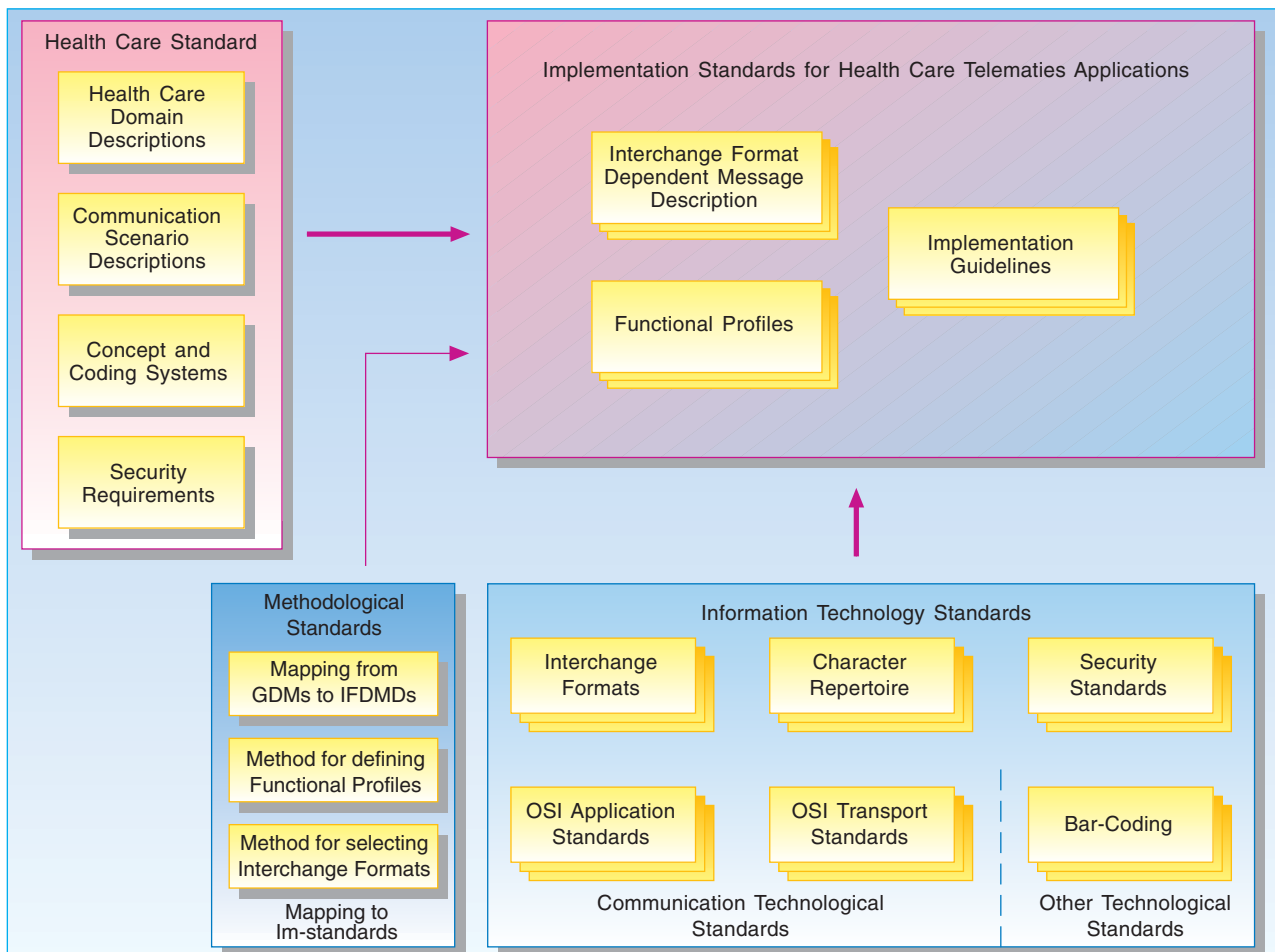 Health Care Standard
Health Care
Domain
Descriptions
Communication
Scenario
Descriptions
Concept and
Coding Systems
Security
Requirements
Implementation Standards for Health Care Telematies Applications
Interchange Format
Dependent Message
Description
Functional Profiles
Implementation
Guidelines
Methodological
Standards
Mapping from
GDMs to IFDMDs
Method for defining
Functional Profiles
Method for selecting
Interchange Formats
Mapping to
Im-standards
Information Technology Standards
Interchange
Formats
Character
Repertoire
Security
Standards
OSI Application
Standards
OSI Transport
Standards
Bar-Coding
Communication Technological
Standards
Other Technological
Standards